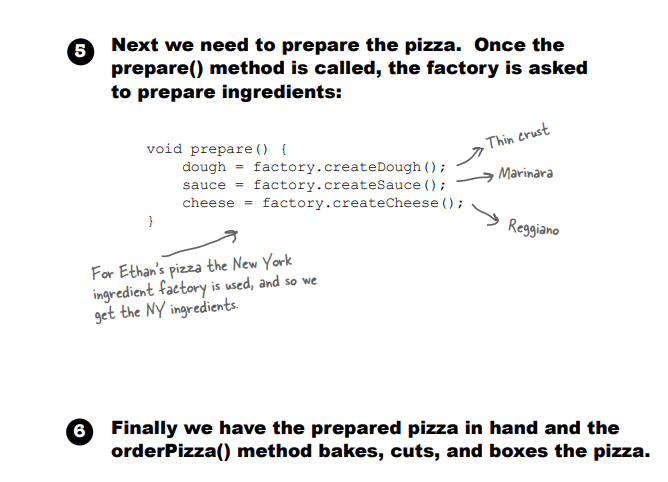 5 Next we need to prepare the pizza. Once the
prepare() method is called, the factory is asked
to prepare ingredients:
void prepare() {
dough = factory.createDough();
sauce = factory.createSauce();
cheese = factory.createCheese();
}
Thin crust
Marinara
Reggiano
For Ethan's pizza the New York
ingredient factory is used, and so we
get the NY ingredients.
6 Finally we have the prepared pizza in hand and the
orderPizza() method bakes, cuts, and boxes the pizza.